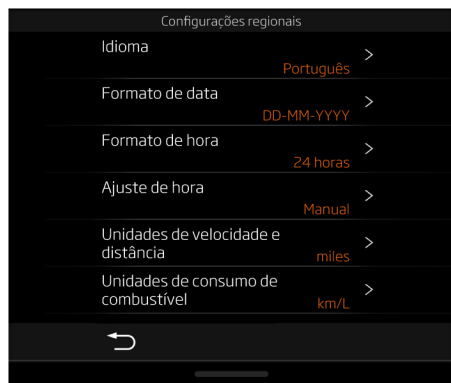 Configurações regionais
Idioma
Português
Formato de data
DD-MM-YYYY
Formato de hora
24 horas
Ajuste de hora
Manual
Unidades de velocidade e
distância
miles
Unidades de consumo de
combustível
km/L